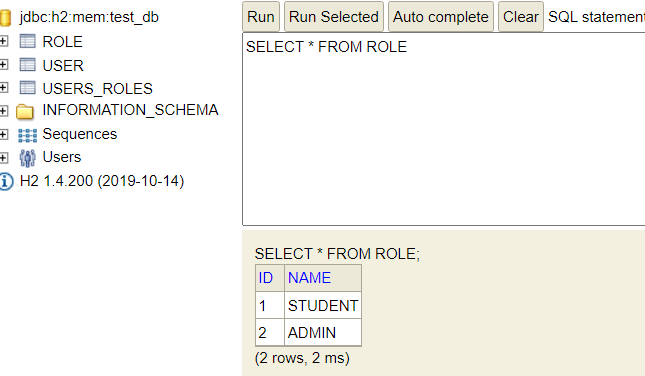 jdbc:h2:mem:test_db
ROLE
USER
USERS_ROLES
INFORMATION_SCHEMA
Sequences
Users
H2 1.4.200 (2019-10-14)
Run Run Selected Auto complete Clear SQL statement
SELECT * FROM ROLE
SELECT * FROM ROLE;
ID NAME
1 STUDENT
2 ADMIN
(2 rows, 2 ms)